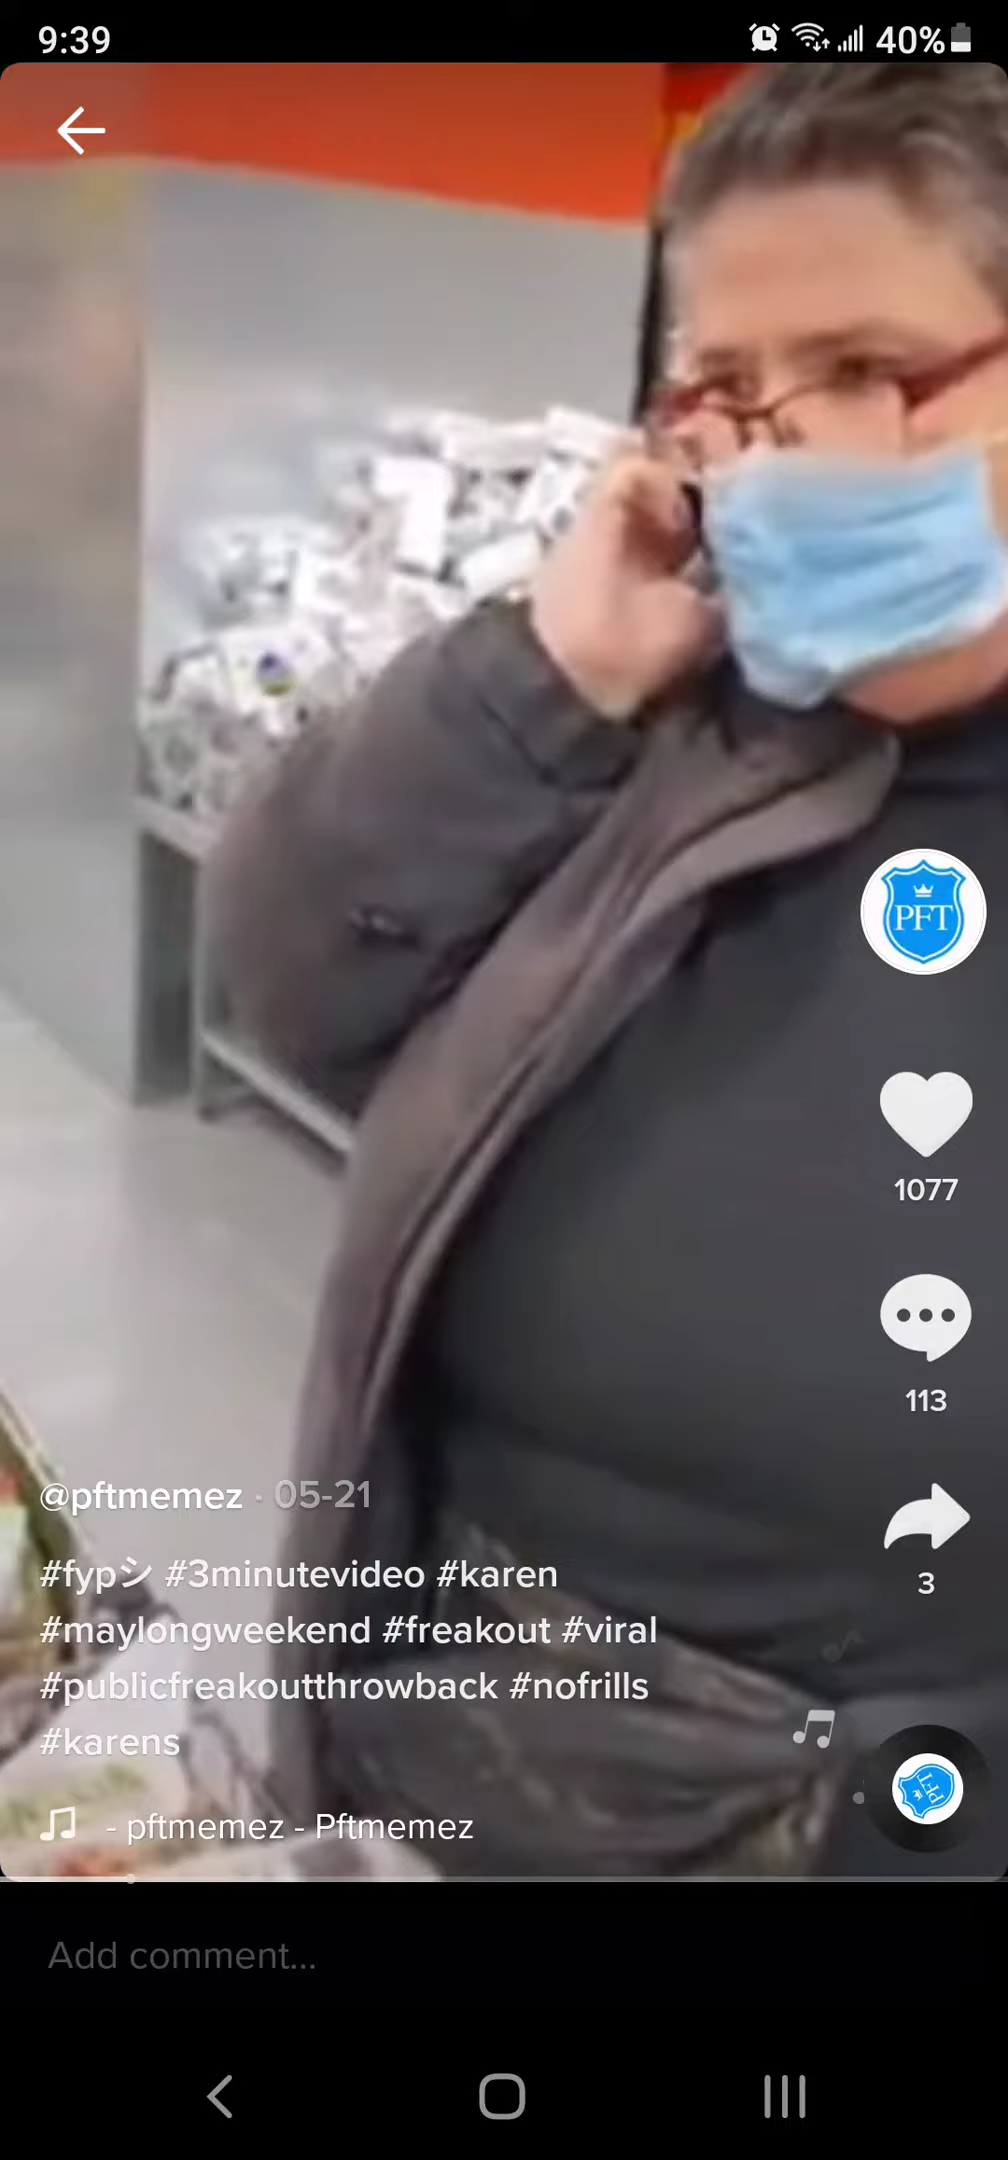 9:39
40%
PFT
1077
113
3
@pftmemez · 05-21
#fypシ #3minutevideo #karen
#maylongweekend #freakout #viral
#publicfreakoutthrowback #nofrills
#karens
- pftmemez - Pftmemez
PFT
Add comment...